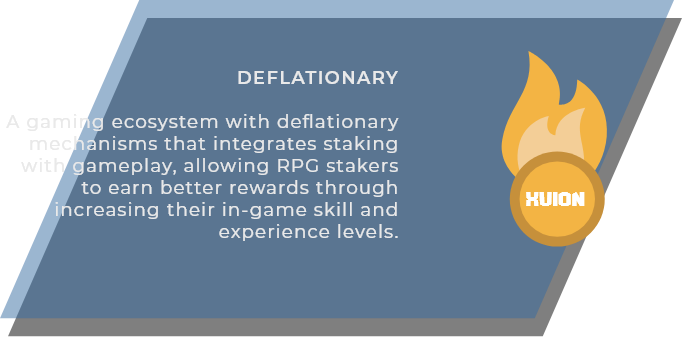 DEFLATIONARY
A gaming ecosystem with deflationary
mechanisms that integrates staking
with gameplay, allowing RPG stakers
to earn better rewards through
increasing their in-game skill and
experience levels.
XUION